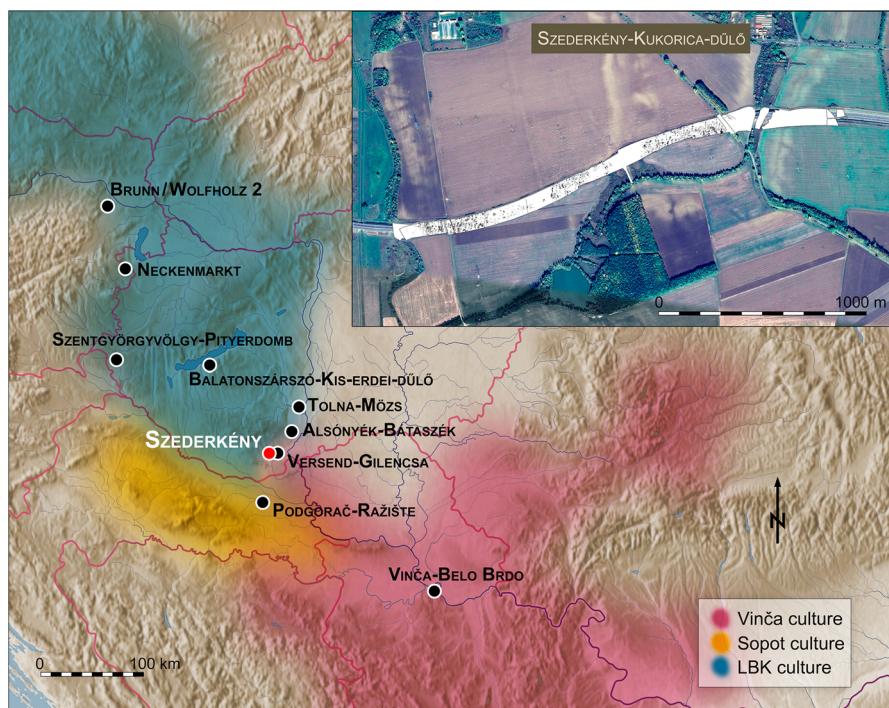 SZEDERKÉNY-KUKORICA-DŰLŐ
0 1000 m
BRUNN/WOLFHOLZ 2
NECKENMARKT
SZENTGYÖRGYVÖLGY-PITYERDOMB
BALATONSZÁRSZÓ-KIS-ERDEI-DŰLŐ
TOLNA-MÖZS
ALSÓNYÉK-BÁTASZÉK
SZEDERKÉNY
VERSEND-GILENCSA
PODGORAČ-RAŽIŠTE
VINČA-BELO BRDO
N
Vinča culture
Sopot culture
LBK culture
0 100 km